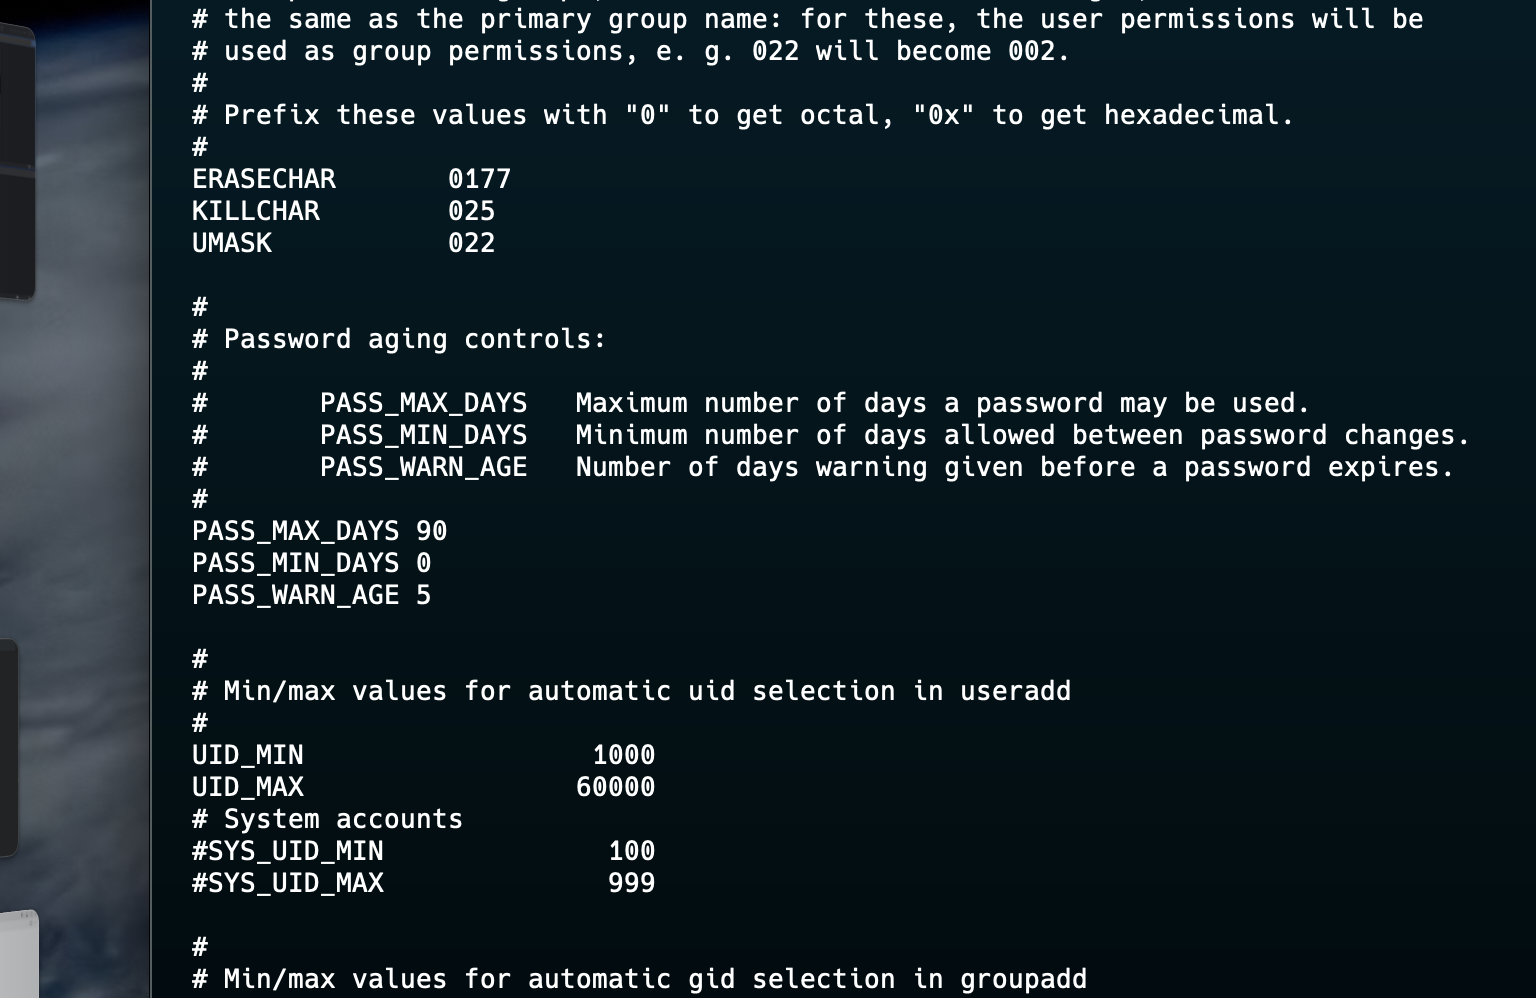 # the same as the primary group name: for these, the user permissions will be
# used as group permissions, e. g. 022 will become 002.
#
# Prefix these values with "0" to get octal, "0x" to get hexadecimal.
#
ERASECHAR       0177
KILLCHAR        025
UMASK           022

#
# Password aging controls:
#
#       PASS_MAX_DAYS   Maximum number of days a password may be used.
#       PASS_MIN_DAYS   Minimum number of days allowed between password changes.
#       PASS_WARN_AGE   Number of days warning given before a password expires.
#
PASS_MAX_DAYS 90
PASS_MIN_DAYS 0
PASS_WARN_AGE 5

#
# Min/max values for automatic uid selection in useradd
#
UID_MIN                  1000
UID_MAX                 60000
# System accounts
#SYS_UID_MIN              100
#SYS_UID_MAX              999

#
# Min/max values for automatic gid selection in groupadd